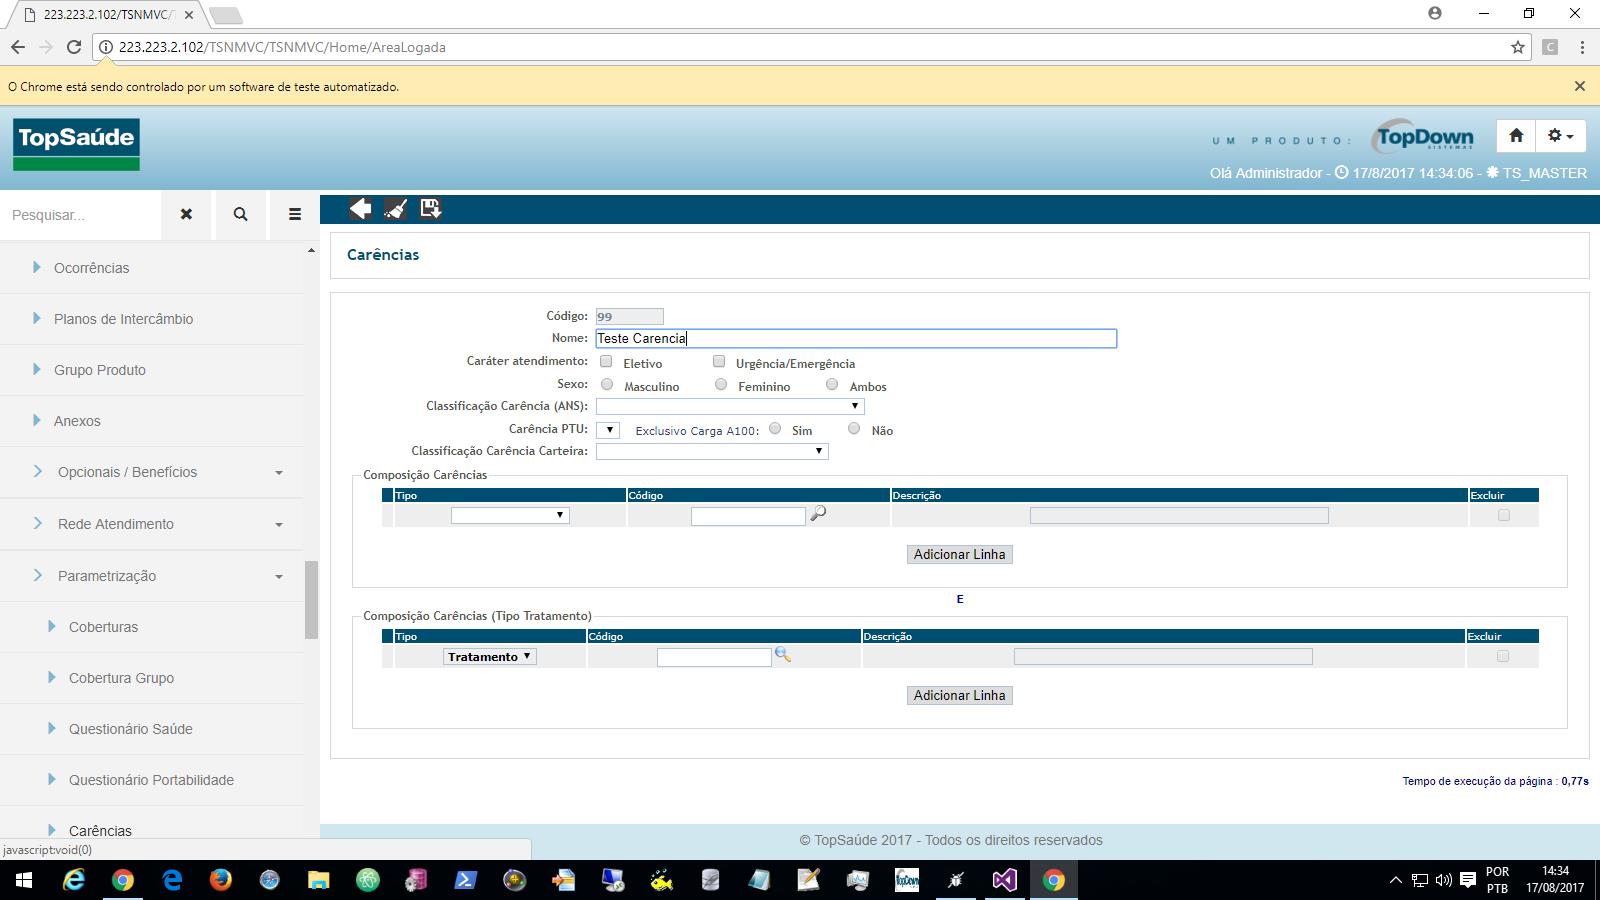 223.223.2.102/TSNMVC/T
223.223.2.102/TSNMVC/TSNMVC/Home/AreaLogada
C
O Chrome está sendo controlado por um software de teste automatizado.
TopSaúde
UM PRODUTO:
TopDown
SISTEMAS
Olá Administrador - 17/8/2017 14:34:06 - TS_MASTER
Pesquisar...
Carências
Ocorrências
Planos de Intercâmbio
Grupo Produto
Anexos
Opcionais / Benefícios
Rede Atendimento
Parametrização
Coberturas
Cobertura Grupo
Questionário Saúde
Questionário Portabilidade
Carências
javascript:void(0)
Código: 99
Nome: Teste Carencia
Caráter atendimento: Eletivo Urgência/Emergência
Sexo: Masculino Feminino Ambos
Classificação Carência (ANS):
Carência PTU: Exclusivo Carga A100: Sim Não
Classificação Carência Carteira:
Composição Carências
Tipo Código Descrição Excluir
Adicionar Linha
E
Composição Carências (Tipo Tratamento)
Tipo Código Descrição Excluir
Tratamento
Adicionar Linha
Tempo de execução da página : 0,77s
© TopSaúde 2017 - Todos os direitos reservados
TopDown
POR
PTB
14:34
17/08/2017